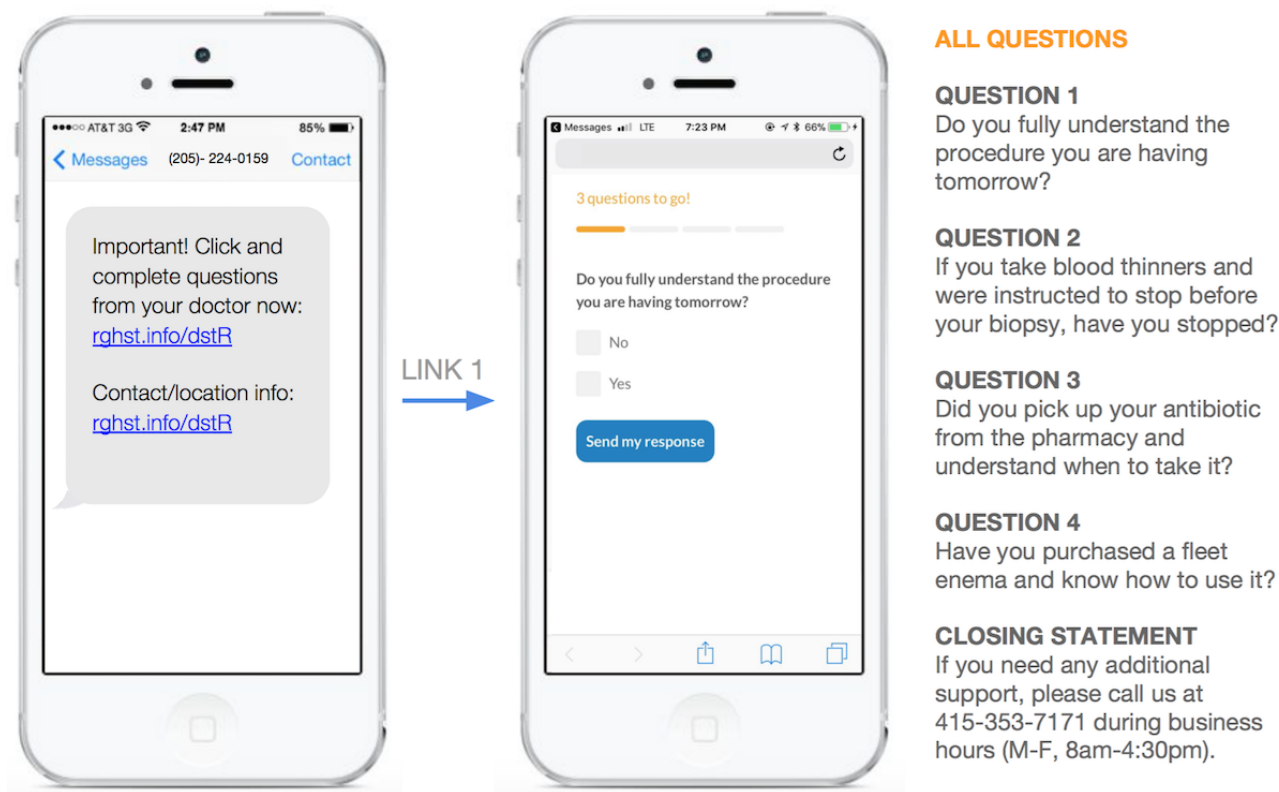 AT&T 3G 2:47 PM 85%
Messages (205)- 224-0159 Contact
Important! Click and
complete questions
from your doctor now:
rghst.info/dstR
Contact/location info:
rghst.info/dstR
LINK 1
Messages LTE 7:23 PM 66%
3 questions to go!
Do you fully understand the procedure
you are having tomorrow?
No
Yes
Send my response
ALL QUESTIONS
QUESTION 1
Do you fully understand the
procedure you are having
tomorrow?
QUESTION 2
If you take blood thinners and
were instructed to stop before
your biopsy, have you stopped?
QUESTION 3
Did you pick up your antibiotic
from the pharmacy and
understand when to take it?
QUESTION 4
Have you purchased a fleet
enema and know how to use it?
CLOSING STATEMENT
If you need any additional
support, please call us at
415-353-7171 during business
hours (M-F, 8am-4:30pm).